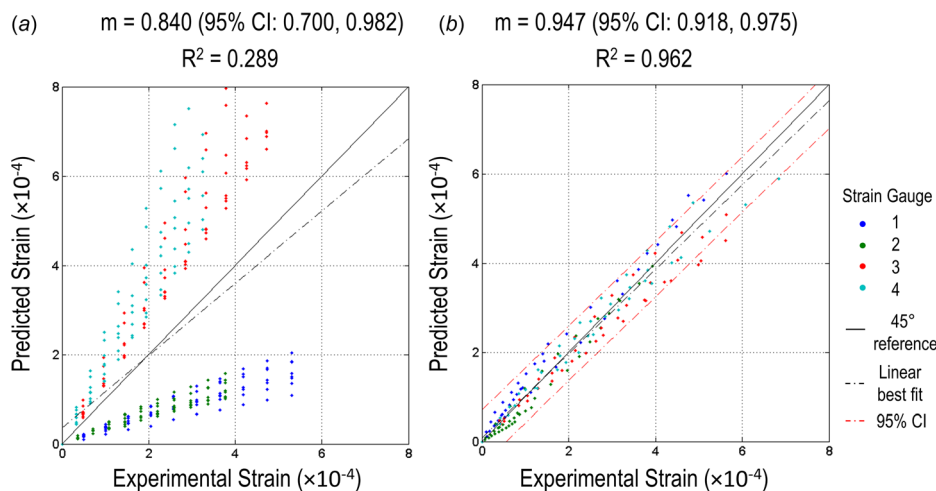 (a) m = 0.840 (95% CI: 0.700, 0.982)
R² = 0.289
8
6
4
2
0
0 2 4 6 8
Predicted Strain (×10⁻⁴)
Experimental Strain (×10⁻⁴)
(b) m = 0.947 (95% CI: 0.918, 0.975)
R² = 0.962
8
6
4
2
0
0 2 4 6 8
Predicted Strain (×10⁻⁴)
Experimental Strain (×10⁻⁴)
Strain Gauge
1
2
3
4
45°
reference
Linear
best fit
95% CI